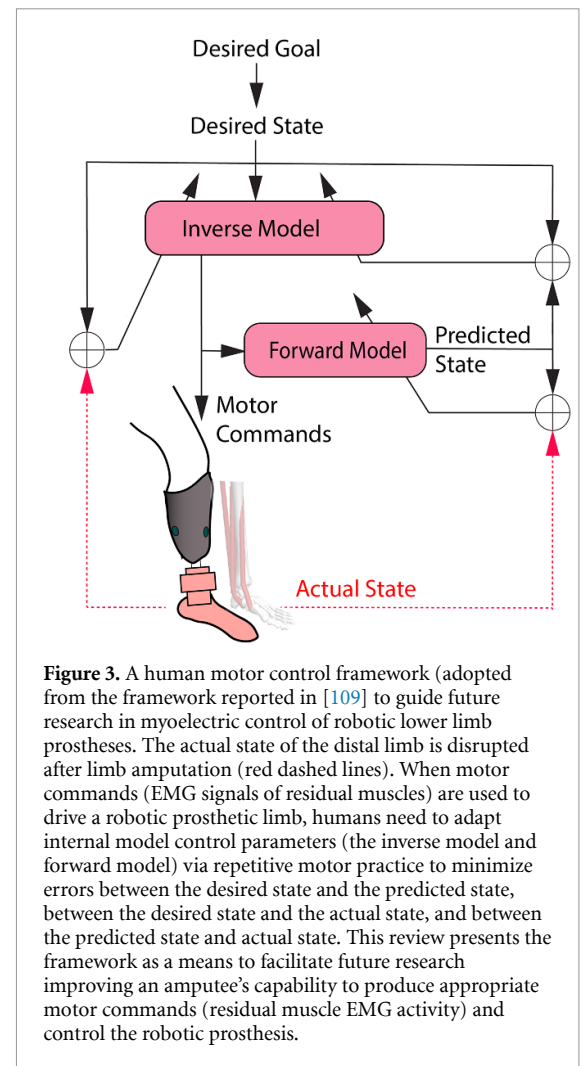 Desired Goal
Desired State
Inverse Model
Forward Model
Predicted
State
Motor
Commands
Actual State
Figure 3. A human motor control framework (adopted
from the framework reported in [109] to guide future
research in myoelectric control of robotic lower limb
prostheses. The actual state of the distal limb is disrupted
after limb amputation (red dashed lines). When motor
commands (EMG signals of residual muscles) are used to
drive a robotic prosthetic limb, humans need to adapt
internal model control parameters (the inverse model and
forward model) via repetitive motor practice to minimize
errors between the desired state and the predicted state,
between the desired state and the actual state, and between
the predicted state and actual state. This review presents the
framework as a means to facilitate future research
improving an amputee’s capability to produce appropriate
motor commands (residual muscle EMG activity) and
control the robotic prosthesis.